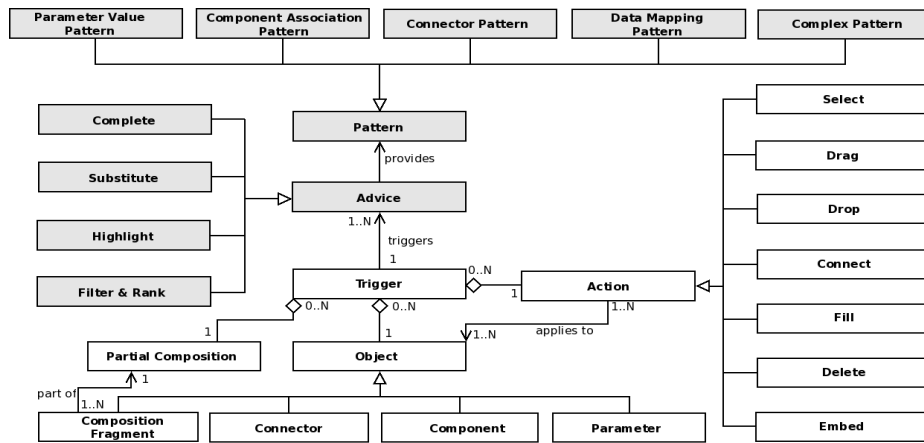 Parameter Value
Pattern
Component Association
Pattern
Connector Pattern
Data Mapping
Pattern
Complex Pattern
Complete
Substitute
Highlight
Filter & Rank
Pattern
provides
Advice
1..N
triggers
1
Trigger
0..N
0..N
0..N
1
Action
1..N
applies to
1..N
1
1
Partial Composition
Object
part of
1
1..N
Composition
Fragment
Connector
Component
Parameter
Select
Drag
Drop
Connect
Fill
Delete
Embed